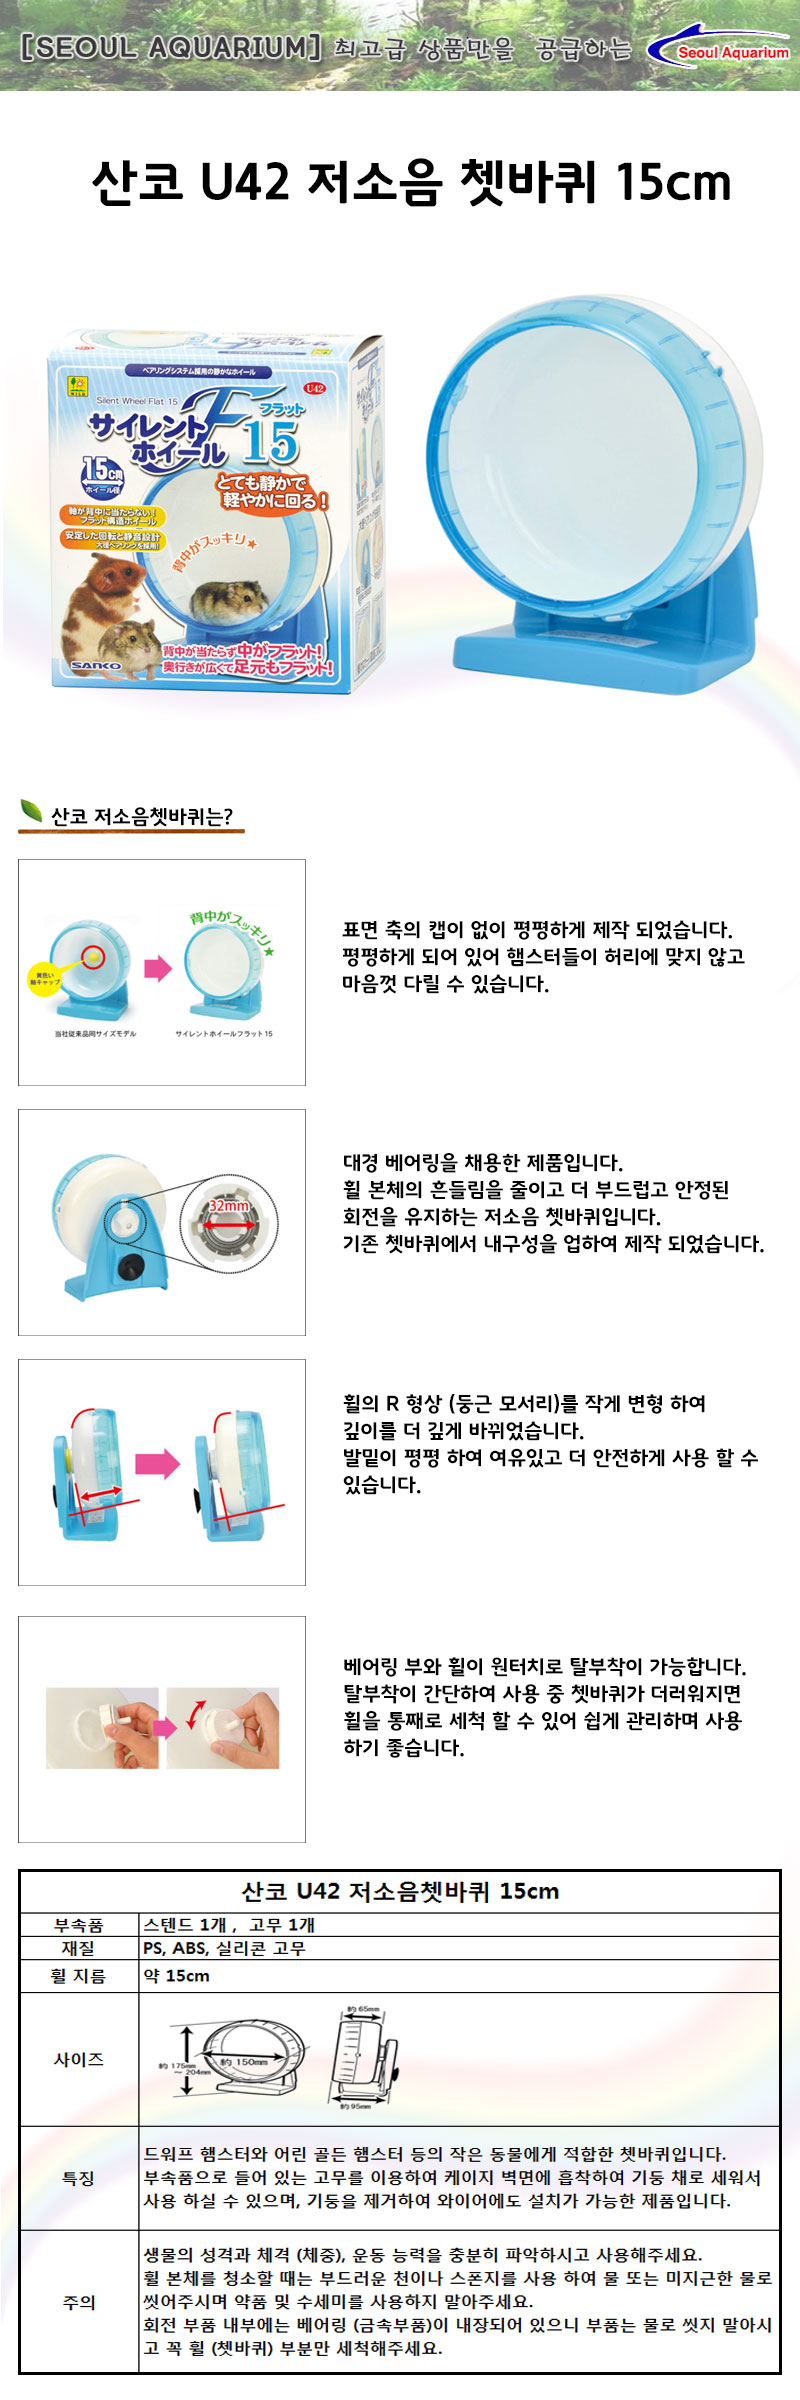 [SEOUL AQUARIUM] 최고급 상품만을 공급하는
Seoul Aquarium
산코 U42 저소음 쳇바퀴 15cm
ベアリングシステム採用の静かなホイール
WILD
Silent Wheel Flat 15
U42
サイレント
ホイール
フラット
15
15cm
ホイール径
とても静かで
軽やかに回る!
軸が背中に当たらない!
フラット構造ホイール
安定した回転と静音設計
大径ベアリングを採用!
背中がスッキリ★
SANKO
背中が当たらず中がフラット!
奥行きが広くて足元もフラット!
산코 저소음쳇바퀴는?
背中がスッキリ★
黄色い
軸キャップ
当社従来品同サイズモデル
サイレントホイールフラット15
표면 축의 캡이 없이 평평하게 제작 되었습니다.
평평하게 되어 있어 햄스터들이 허리에 맞지 않고
마음껏 다릴 수 있습니다.
32mm
대경 베어링을 채용한 제품입니다.
휠 본체의 흔들림을 줄이고 더 부드럽고 안정된
회전을 유지하는 저소음 쳇바퀴입니다.
기존 쳇바퀴에서 내구성을 업하여 제작 되었습니다.
휠의 R 형상 (둥근 모서리)를 작게 변형 하여
깊이를 더 깊게 바뀌었습니다.
발밑이 평평 하여 여유있고 더 안전하게 사용 할 수
있습니다.
베어링 부와 휠이 원터치로 탈부착이 가능합니다.
탈부착이 간단하여 사용 중 쳇바퀴가 더러워지면
휠을 통째로 세척 할 수 있어 쉽게 관리하며 사용
하기 좋습니다.
산코 U42 저소음쳇바퀴 15cm
부속품 스텐드 1개 , 고무 1개
재질 PS, ABS, 실리콘 고무
휠 지름 약 15cm
사이즈
約175mm
～204mm
約150mm
約65mm
約95mm
특징
드워프 햄스터와 어린 골든 햄스터 등의 작은 동물에게 적합한 쳇바퀴입니다.
부속품으로 들어 있는 고무를 이용하여 케이지 벽면에 흡착하여 기둥 채로 세워서
사용 하실 수 있으며, 기둥을 제거하여 와이어에도 설치가 가능한 제품입니다.
주의
생물의 성격과 체격 (체중), 운동 능력을 충분히 파악하시고 사용해주세요.
휠 본체를 청소할 때는 부드러운 천이나 스폰지를 사용 하여 물 또는 미지근한 물로
씻어주시며 약품 및 수세미를 사용하지 말아주세요.
회전 부품 내부에는 베어링 (금속부품)이 내장되어 있으니 부품는 물로 씻지 말아시
고 꼭 휠 (쳇바퀴) 부분만 세척해주세요.